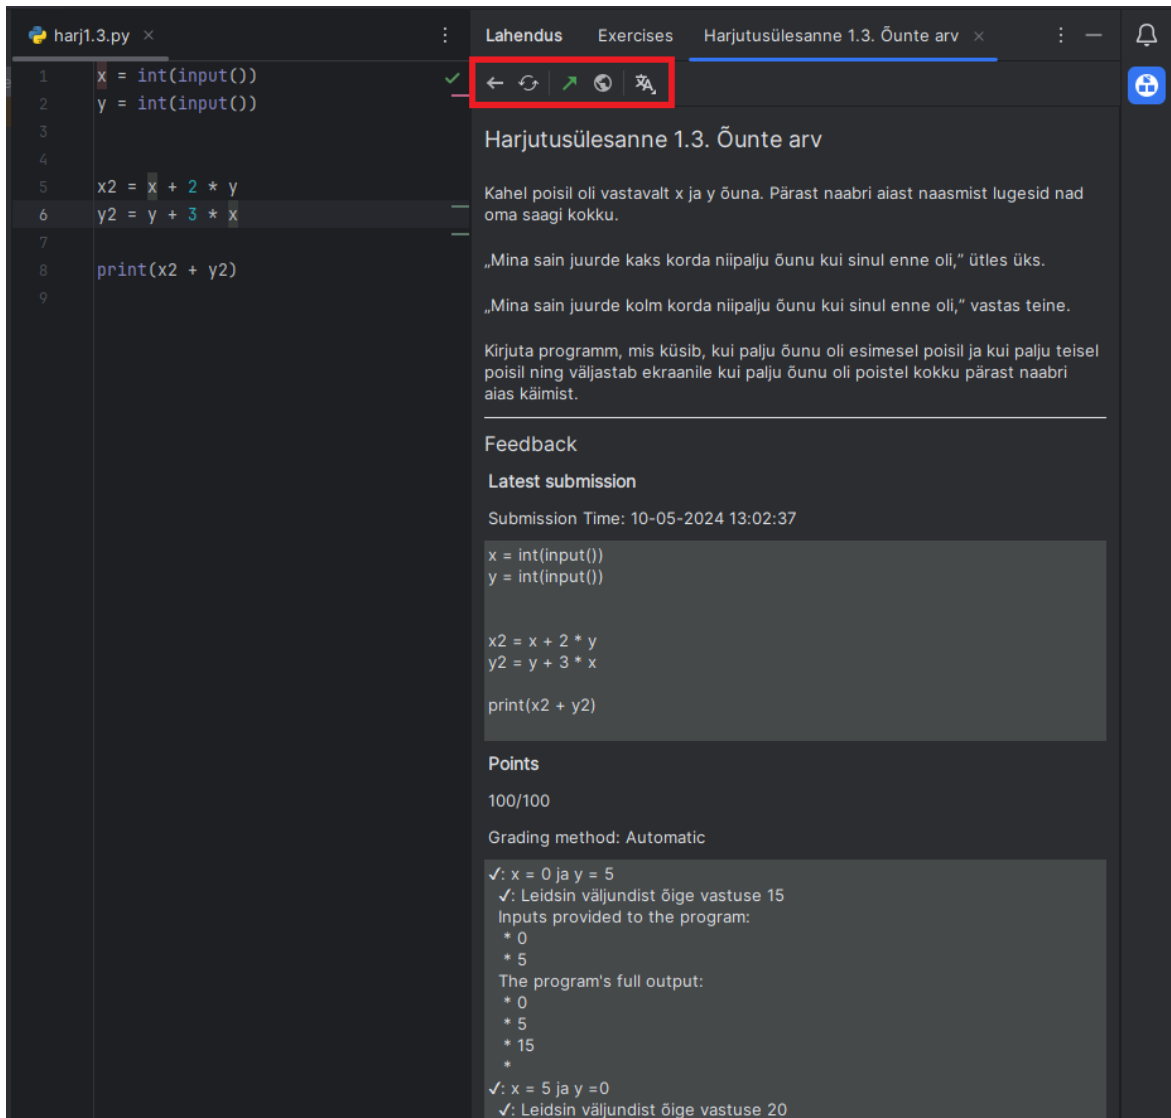 harj1.3.py
1 x = int(input())
2 y = int(input())
3
4
5 x2 = x + 2 * y
6 y2 = y + 3 * x
7
8 print(x2 + y2)
9
Lahendus Exercises Harjutusülesanne 1.3. Õunte arv
Harjutusülesanne 1.3. Õunte arv
Kahel poisil oli vastavalt x ja y õuna. Pärast naabri aiast naasmist lugesid nad
oma saagi kokku.
„Mina sain juurde kaks korda niipalju õunu kui sinul enne oli,” ütles üks.
„Mina sain juurde kolm korda niipalju õunu kui sinul enne oli,” vastas teine.
Kirjuta programm, mis küsib, kui palju õunu oli esimesel poisil ja kui palju teisel
poisil ning väljastab ekraanile kui palju õunu oli poistel kokku pärast naabri
aias käimist.
Feedback
Latest submission
Submission Time: 10-05-2024 13:02:37
x = int(input())
y = int(input())
x2 = x + 2 * y
y2 = y + 3 * x
print(x2 + y2)
Points
100/100
Grading method: Automatic
✓: x = 0 ja y = 5
✓: Leidsin väljundist õige vastuse 15
Inputs provided to the program:
* 0
* 5
The program's full output:
* 0
* 5
* 15
*
✓: x = 5 ja y =0
✓: Leidsin väljundist õige vastuse 20